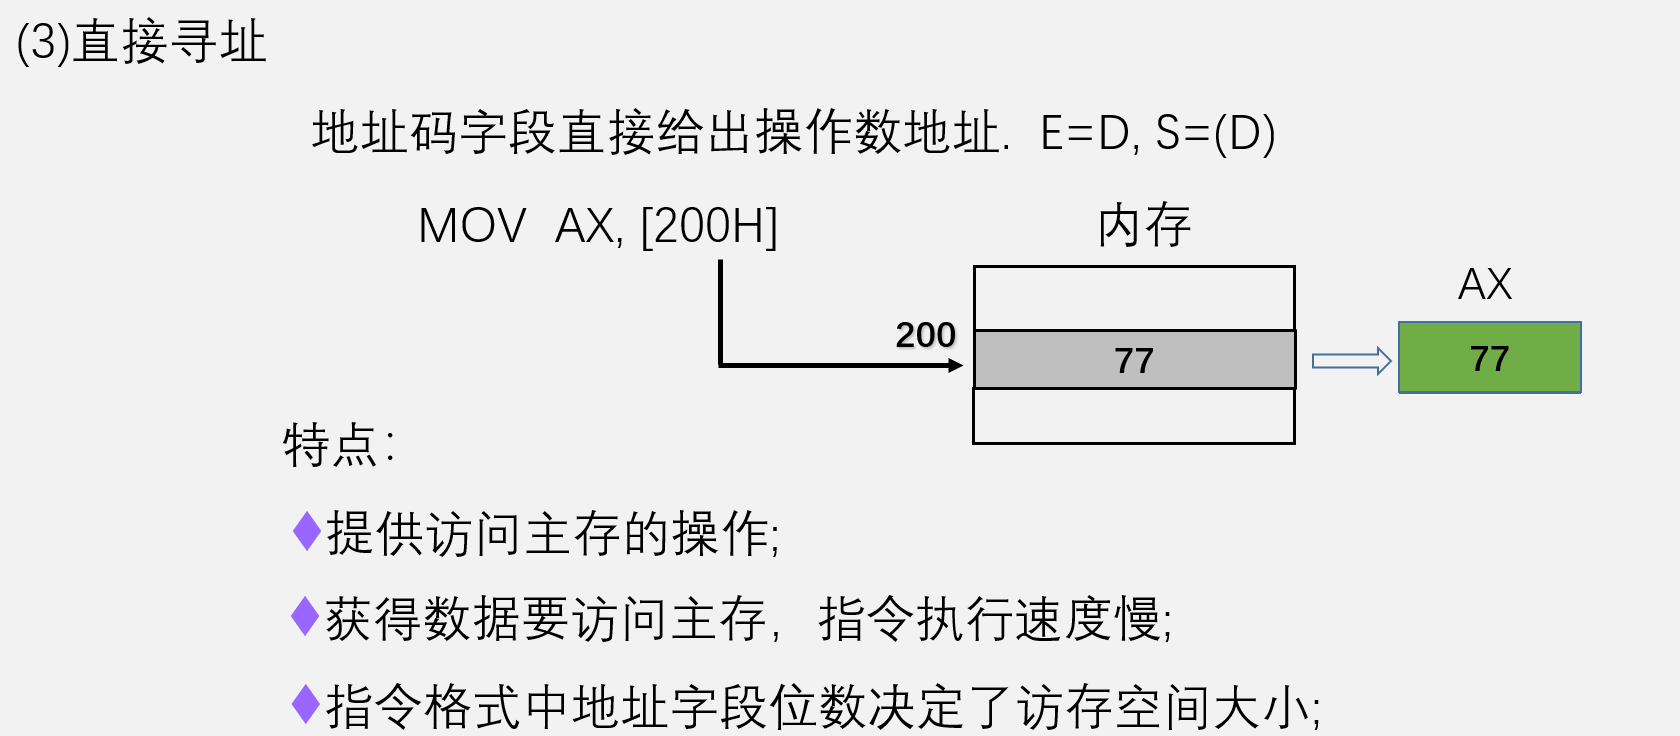 (3)直接寻址
地址码字段直接给出操作数地址. E=D, S=(D)
MOV AX, [200H]
内存
AX
200
77
77
特点：
提供访问主存的操作;
获得数据要访问主存，指令执行速度慢;
指令格式中地址字段位数决定了访存空间大小;